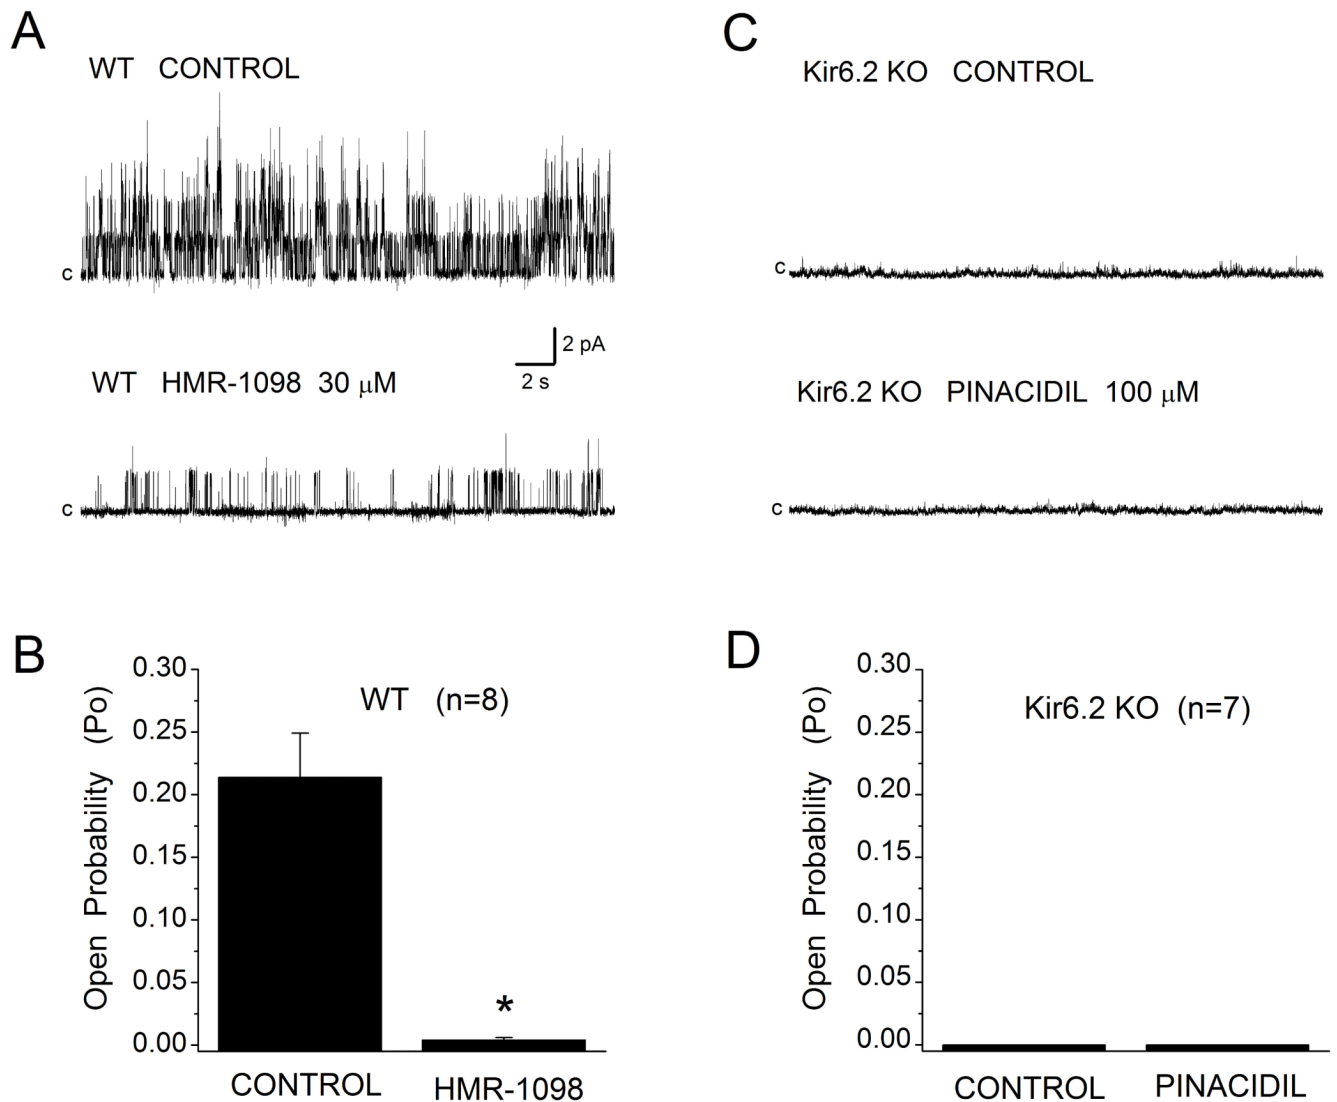 A
WT CONTROL
c
2 pA
2 s
WT HMR-1098 30 μM
c
C
Kir6.2 KO CONTROL
c
Kir6.2 KO PINACIDIL 100 μM
c
B
WT (n=8)
Open Probability (Po)
0.30
0.25
0.20
0.15
0.10
0.05
0.00
*
CONTROL HMR-1098
D
Kir6.2 KO (n=7)
Open Probability (Po)
0.30
0.25
0.20
0.15
0.10
0.05
0.00
CONTROL PINACIDIL